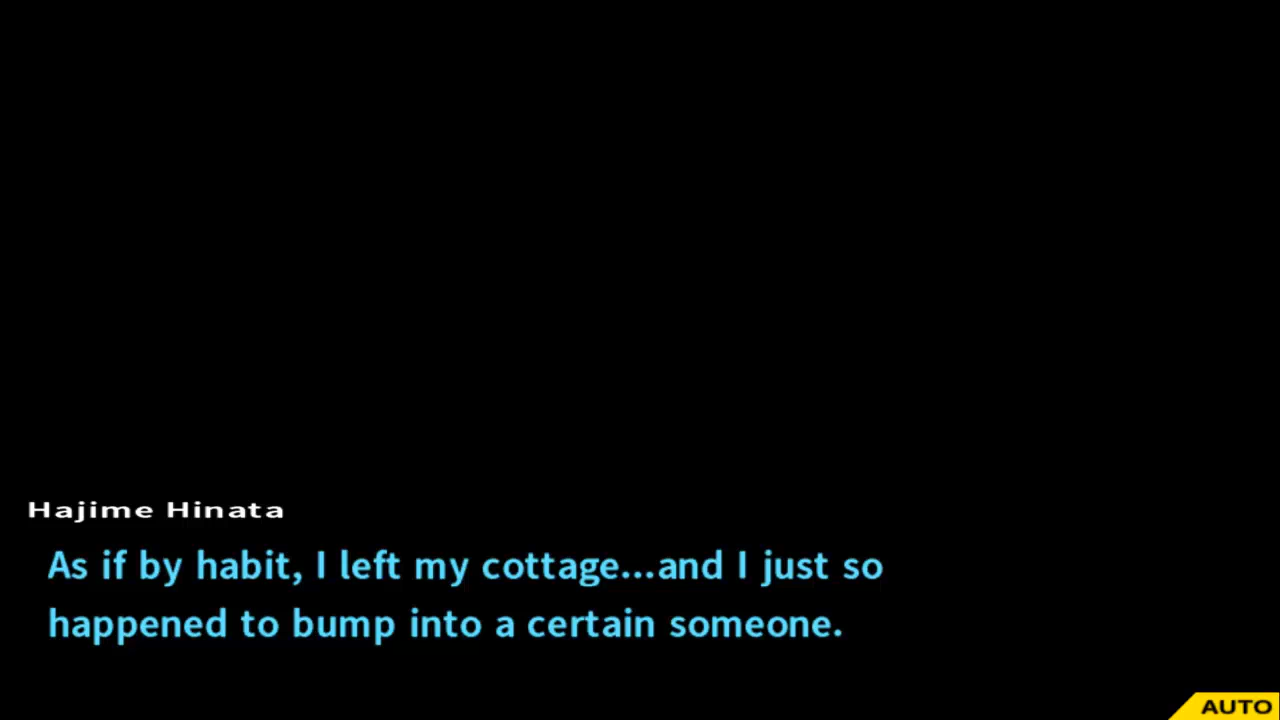 Hajime Hinata
As if by habit, I left my cottage...and I just so
happened to bump into a certain someone.
AUTO